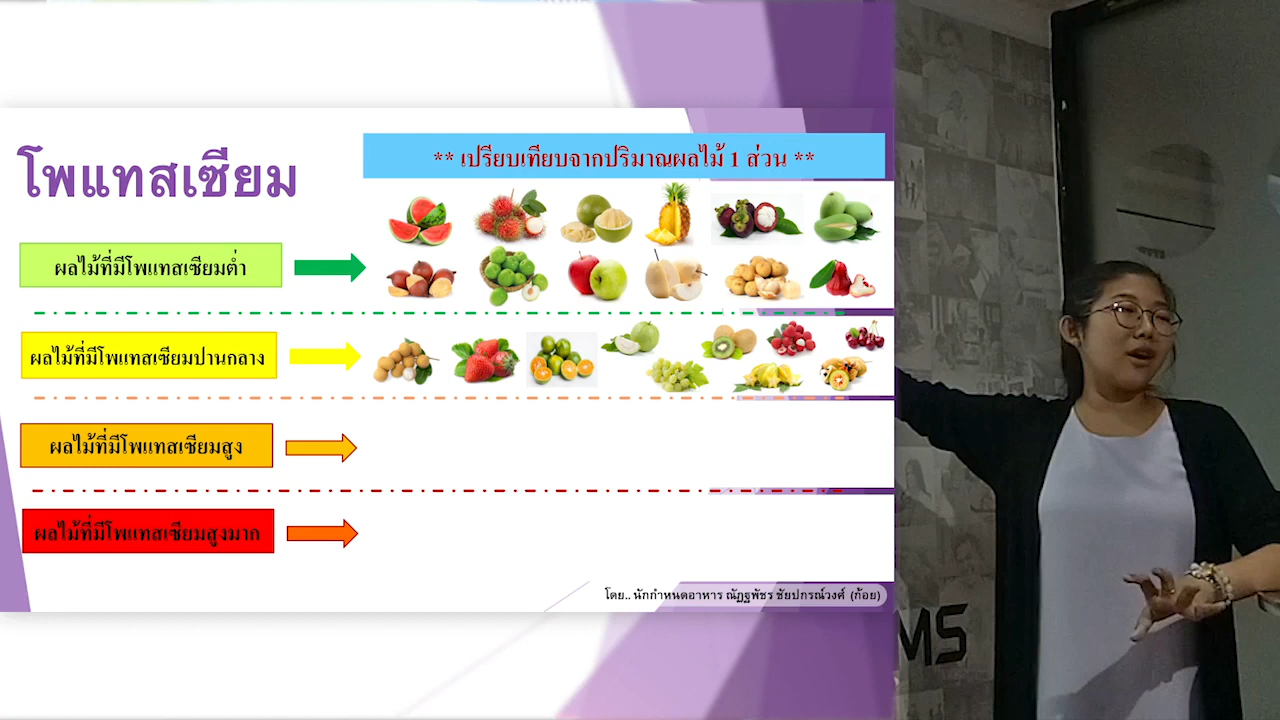 โพแทสเซียม
** เปรียบเทียบจากปริมาณผลไม้ 1 ส่วน **
ผลไม้ที่มีโพแทสเซียมต่ำ
ผลไม้ที่มีโพแทสเซียมปานกลาง
ผลไม้ที่มีโพแทสเซียมสูง
ผลไม้ที่มีโพแทสเซียมสูงมาก
โดย.. นักกำหนดอาหาร ณัฏฐพัชร ชัยปกรณ์วงศ์ (ก้อย)
MS